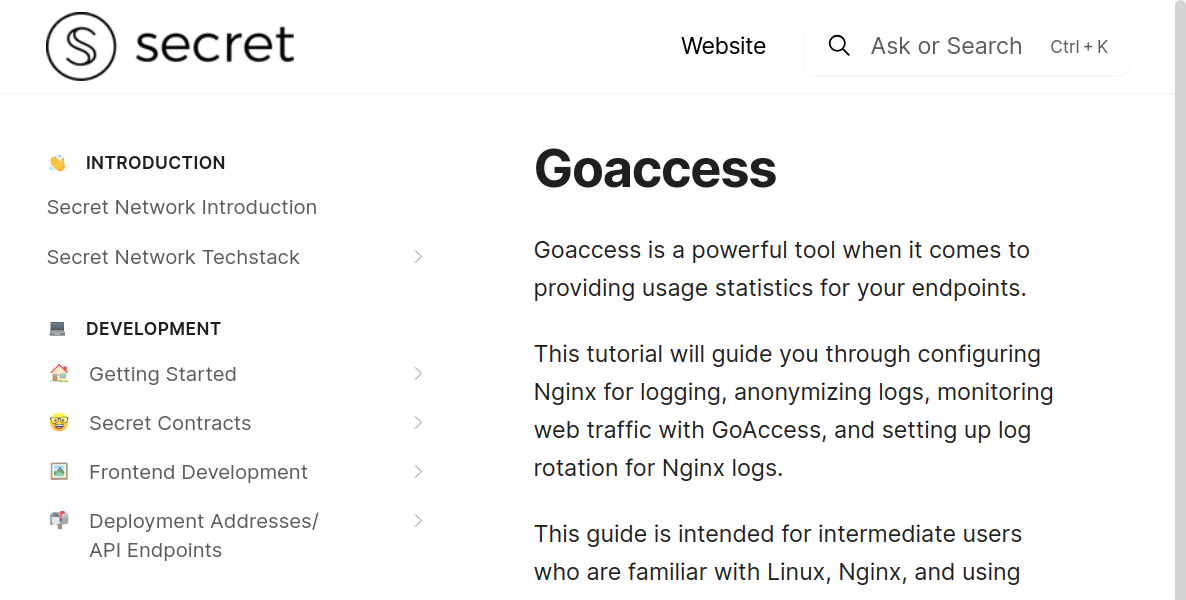 secret
Website
Ask or Search
Ctrl + K
INTRODUCTION
Secret Network Introduction
Secret Network Techstack
DEVELOPMENT
Getting Started
Secret Contracts
Frontend Development
Deployment Addresses/
API Endpoints
Goaccess
Goaccess is a powerful tool when it comes to
providing usage statistics for your endpoints.
This tutorial will guide you through configuring
Nginx for logging, anonymizing logs, monitoring
web traffic with GoAccess, and setting up log
rotation for Nginx logs.
This guide is intended for intermediate users
who are familiar with Linux, Nginx, and using